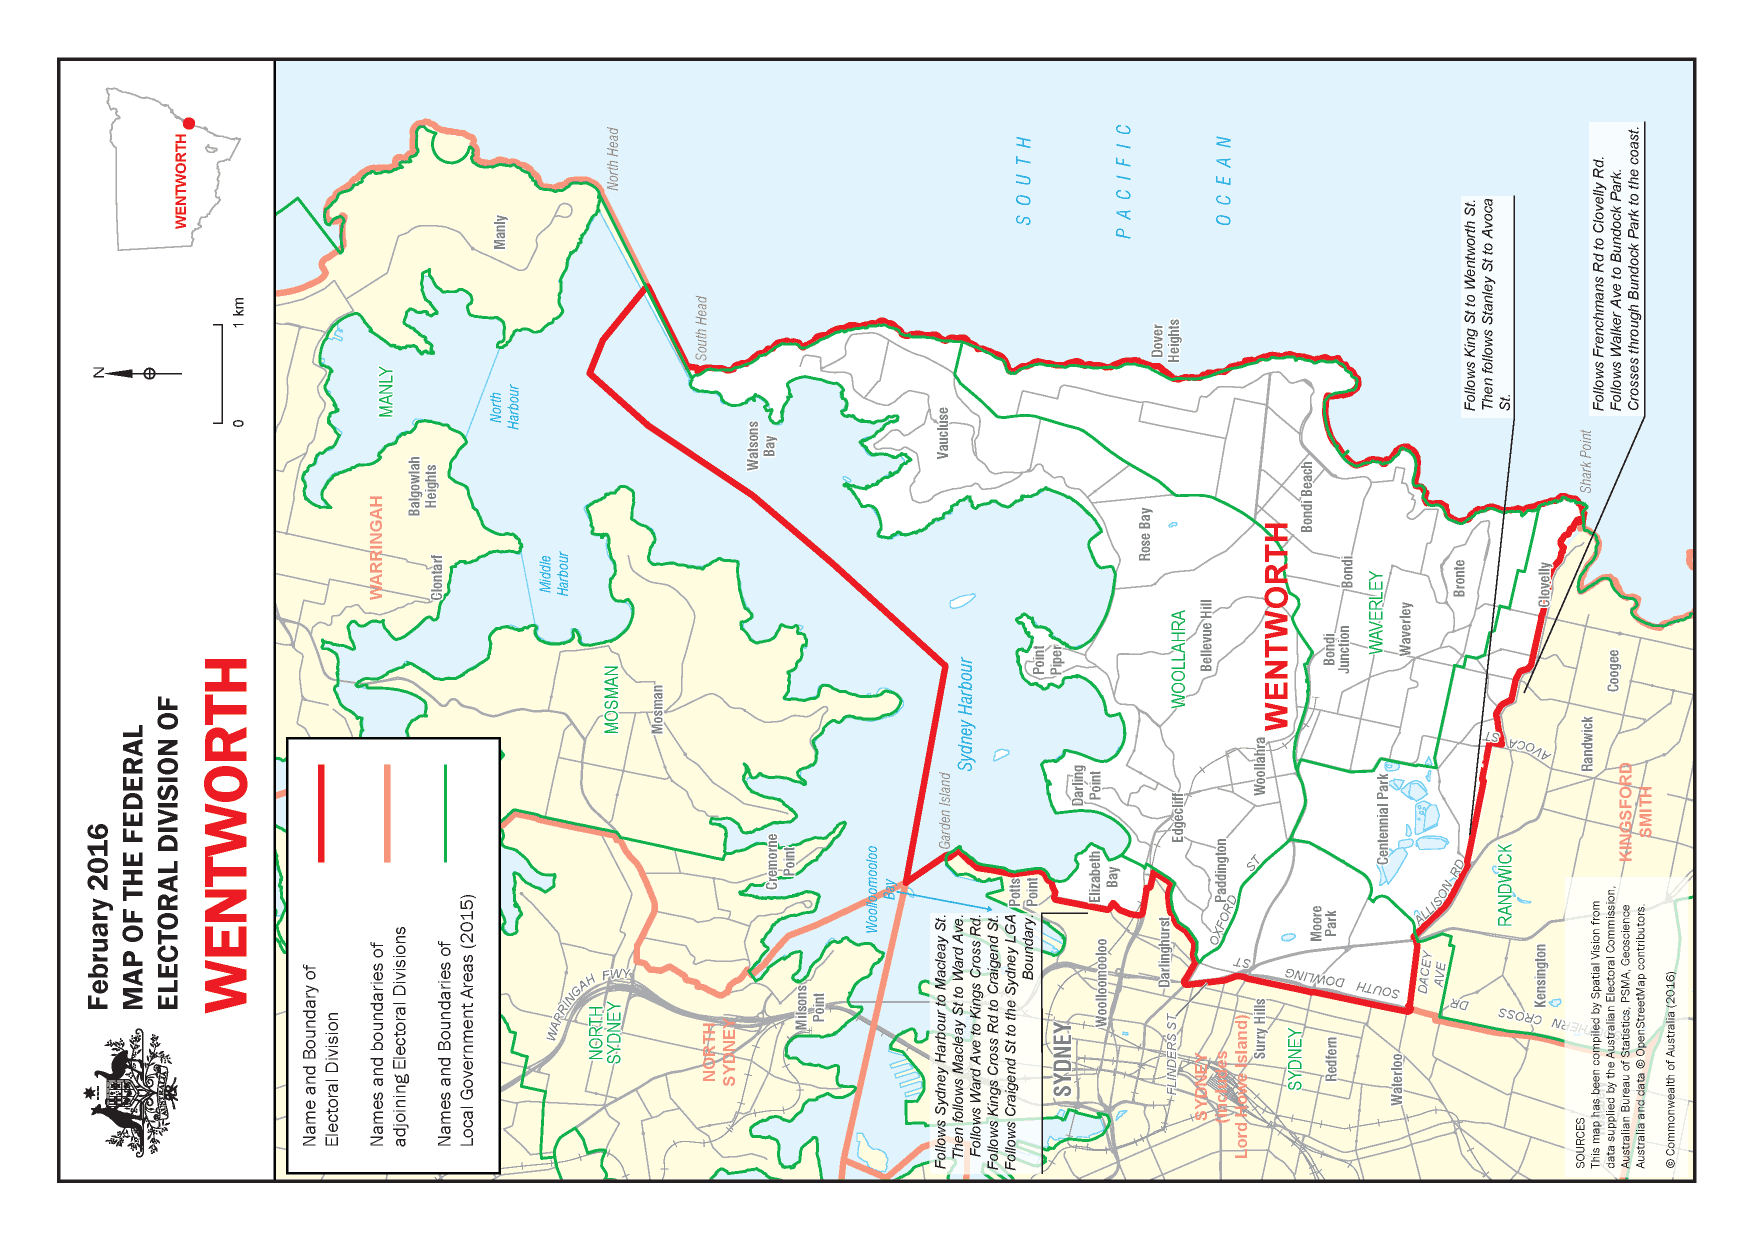 February 2016
MAP OF THE FEDERAL
ELECTORAL DIVISION OF
WENTWORTH
N
0
1 km
WENTWORTH
Name and Boundary of
Electoral Division
Names and boundaries of
adjoining Electoral Divisions
Names and Boundaries of
Local Government Areas (2015)
WARRINGAH
MANLY
Manly
North Head
Balgowlah
Heights
North
Harbour
Clontarf
Middle
Harbour
South Head
MOSMAN
Mosman
Watsons
Bay
Vaucluse
Dover
Heights
SOUTH
PACIFIC
OCEAN
Cremorne
Point
WARRINGAH FWY
NORTH
SYDNEY
NORTH
SYDNEY
Milsons
Point
Woolloomooloo
Bay
Garden Island
Sydney Harbour
Point
Piper
Rose Bay
Darling
Point
Potts
Point
Elizabeth
Bay
WOOLLAHRA
Bellevue Hill
WENTWORTH
Bondi Beach
Bondi
Bondi
Junction
WAVERLEY
Waverley
Bronte
Clovelly
Shark Point
Edgecliff
Woollahra
Paddington
OXFORD
ST
Centennial Park
Moore
Park
ALLISON RD
AVOCA
ST
Randwick
Coogee
KINGSFORD
SMITH
RANDWICK
Kensington
SOUTH DOWLING
ST
DACEY
AVE
Darlinghurst
Woolloomooloo
SYDNEY
FLINDERS ST
Surry Hills
SYDNEY
(includes
Lord Howe Island)
SYDNEY
Redfern
Waterloo
CROSS
DR
Follows Sydney Harbour to Macleay St.
Then follows Macleay St to Ward Ave.
Follows Ward Ave to Kings Cross Rd.
Follows Kings Cross Rd to Craigend St.
Follows Craigend St to the Sydney LGA
Boundary.
Follows King St to Wentworth St.
Then follows Stanley St to Avoca
St.
Follows Frenchmans Rd to Clovelly Rd.
Follows Walker Ave to Bundock Park.
Crosses through Bundock Park to the coast.
SOURCES
This map has been compiled by Spatial Vision from
data supplied by the Australian Electoral Commission,
Australian Bureau of Statistics, PSMA, Geoscience
Australia and data © OpenStreetMap contributors.
© Commonwealth of Australia (2016)